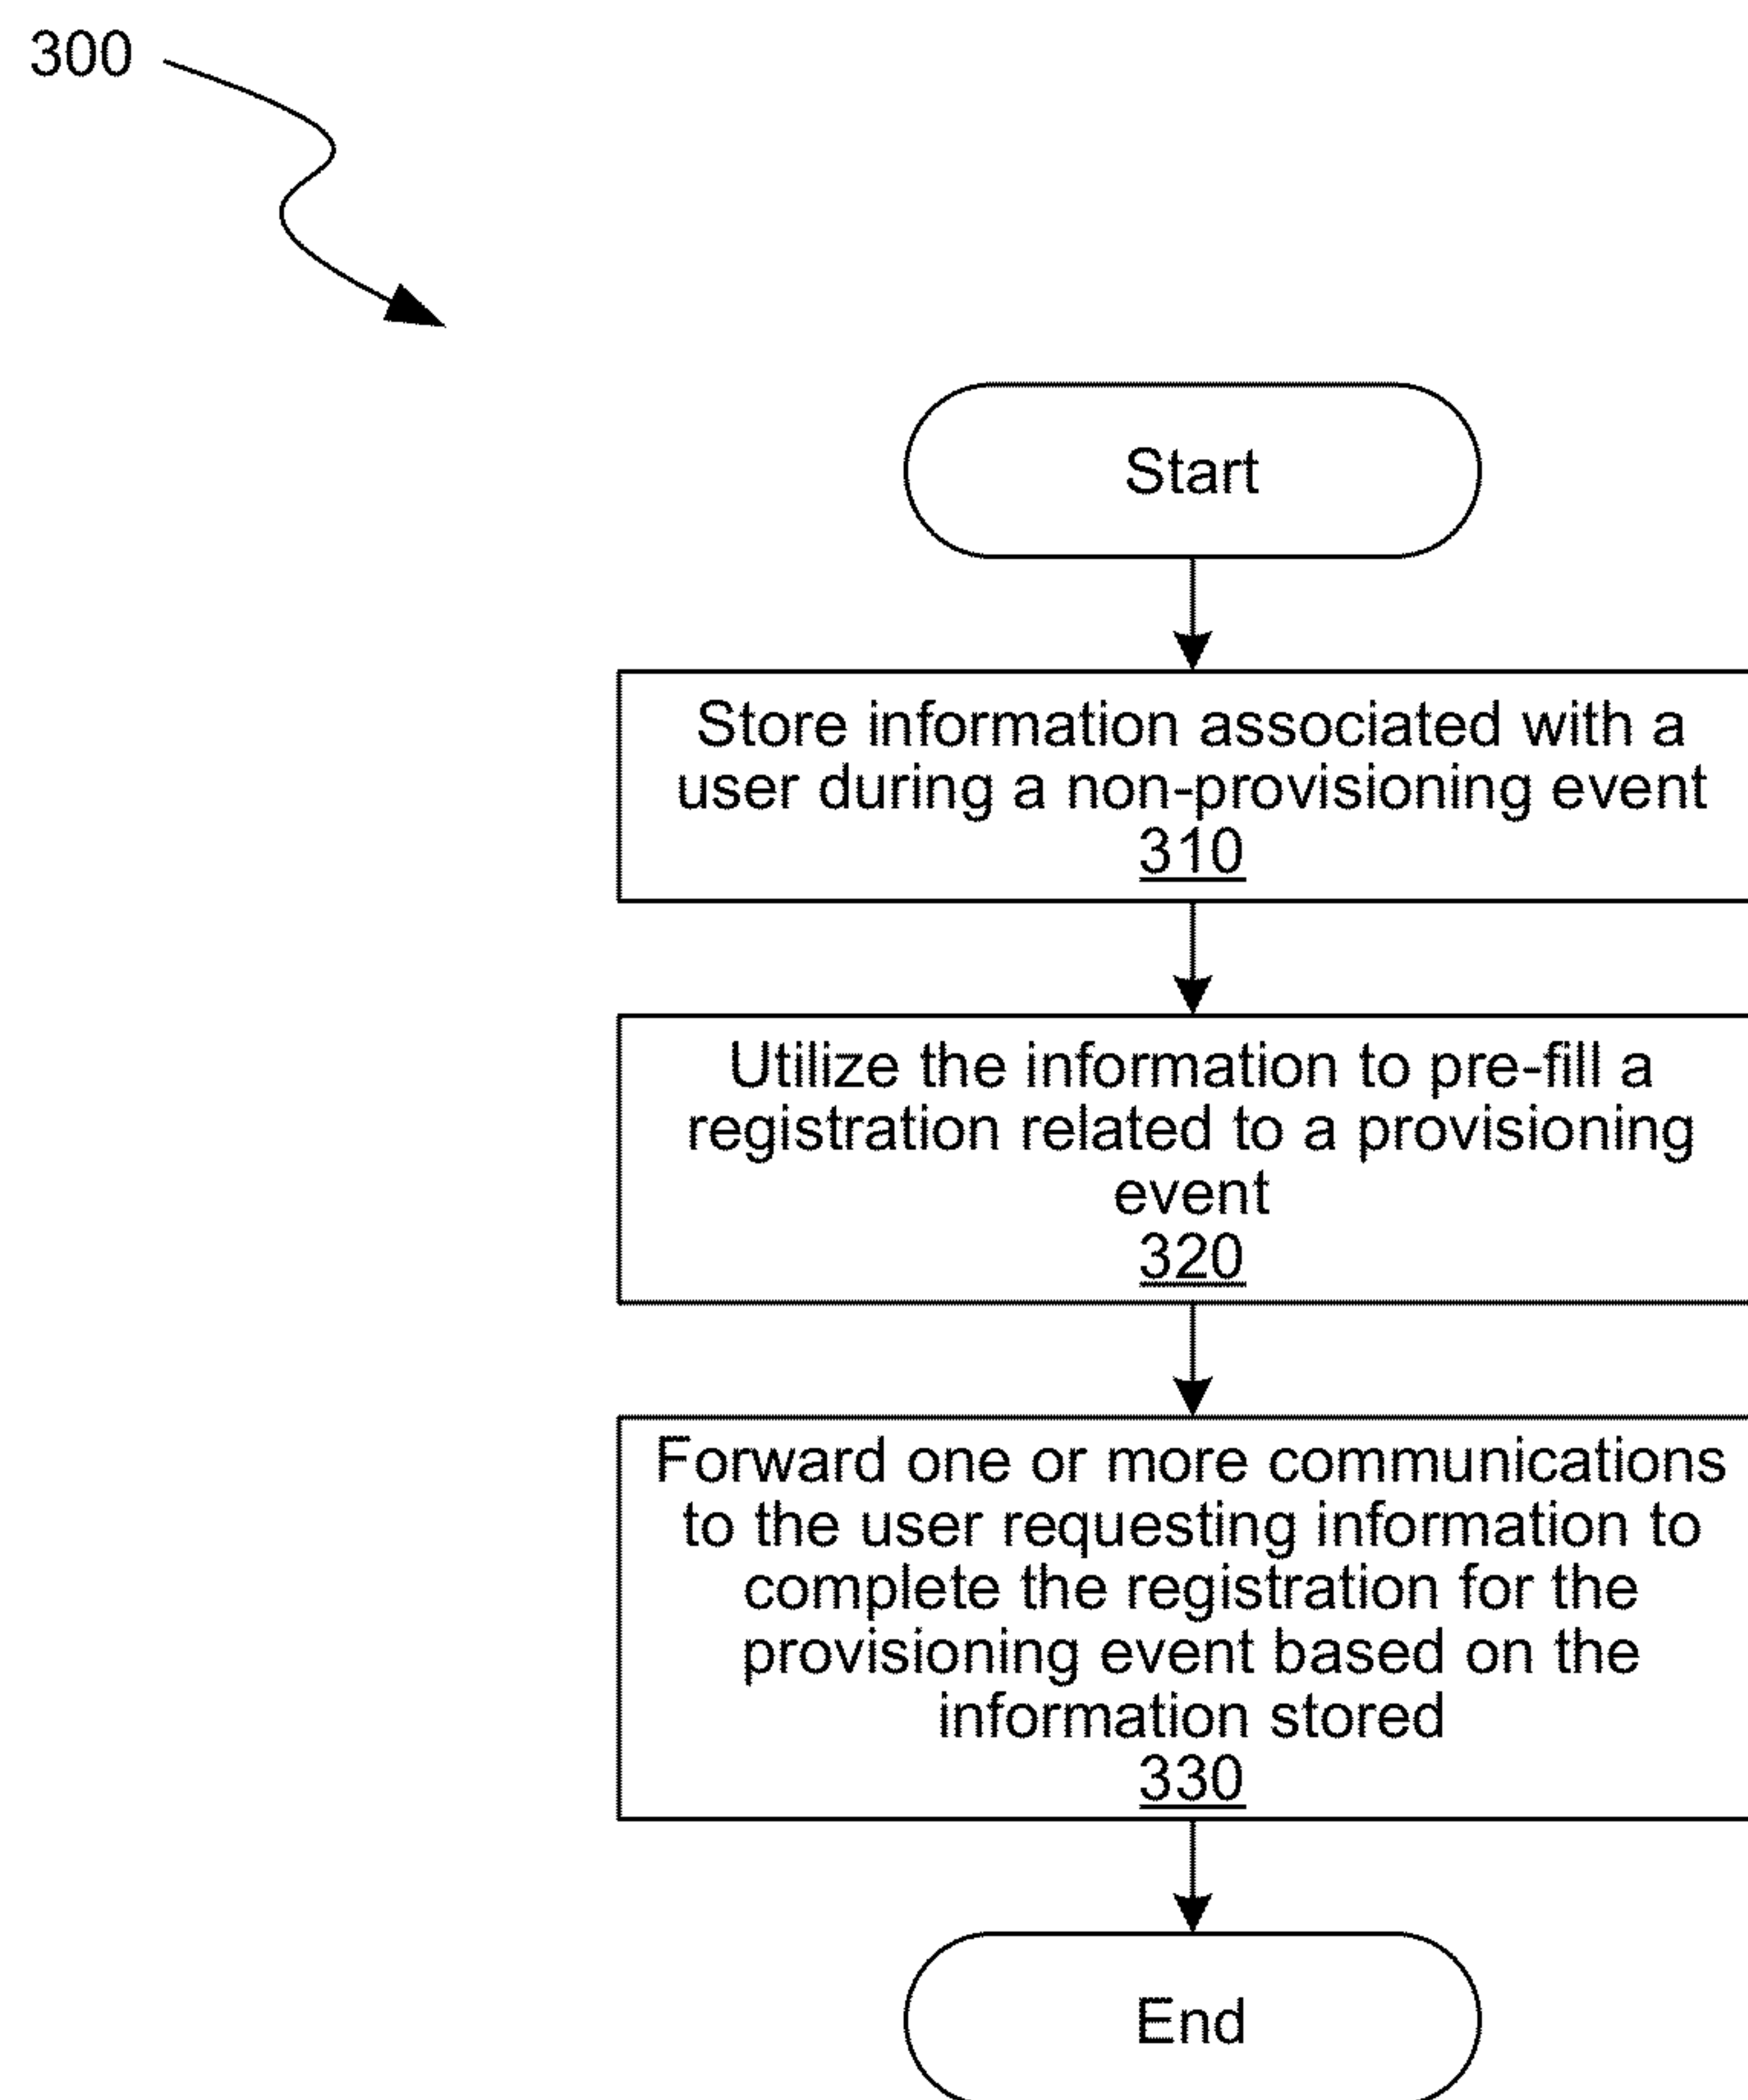 300
Start
Store information associated with a
user during a non-provisioning event
310
Utilize the information to pre-fill a
registration related to a provisioning
event
320
Forward one or more communications
to the user requesting information to
complete the registration for the
provisioning event based on the
information stored
330
End